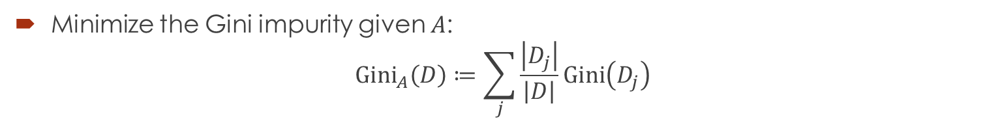 Minimize the Gini impurity given A:
Gini_A(D) ≔ ∑_j |D_j|/|D| Gini(D_j)